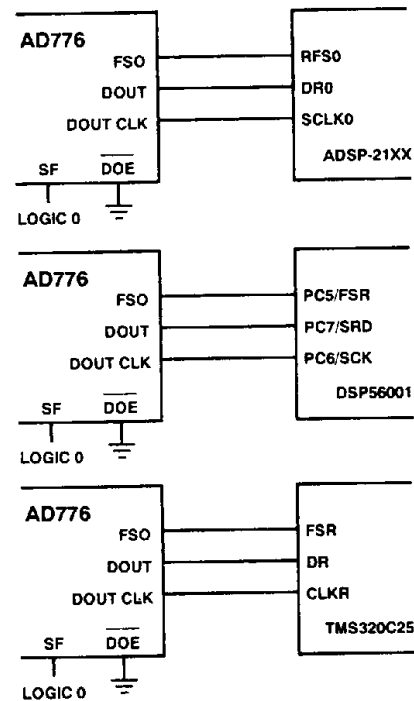 AD776
FSO RFS0
DOUT DR0
DOUT CLK SCLK0
ADSP-21XX
SF DOE
LOGIC 0
AD776
FSO PC5/FSR
DOUT PC7/SRD
DOUT CLK PC6/SCK
DSP56001
SF DOE
LOGIC 0
AD776
FSO FSR
DOUT DR
DOUT CLK CLKR
TMS320C25
SF DOE
LOGIC 0